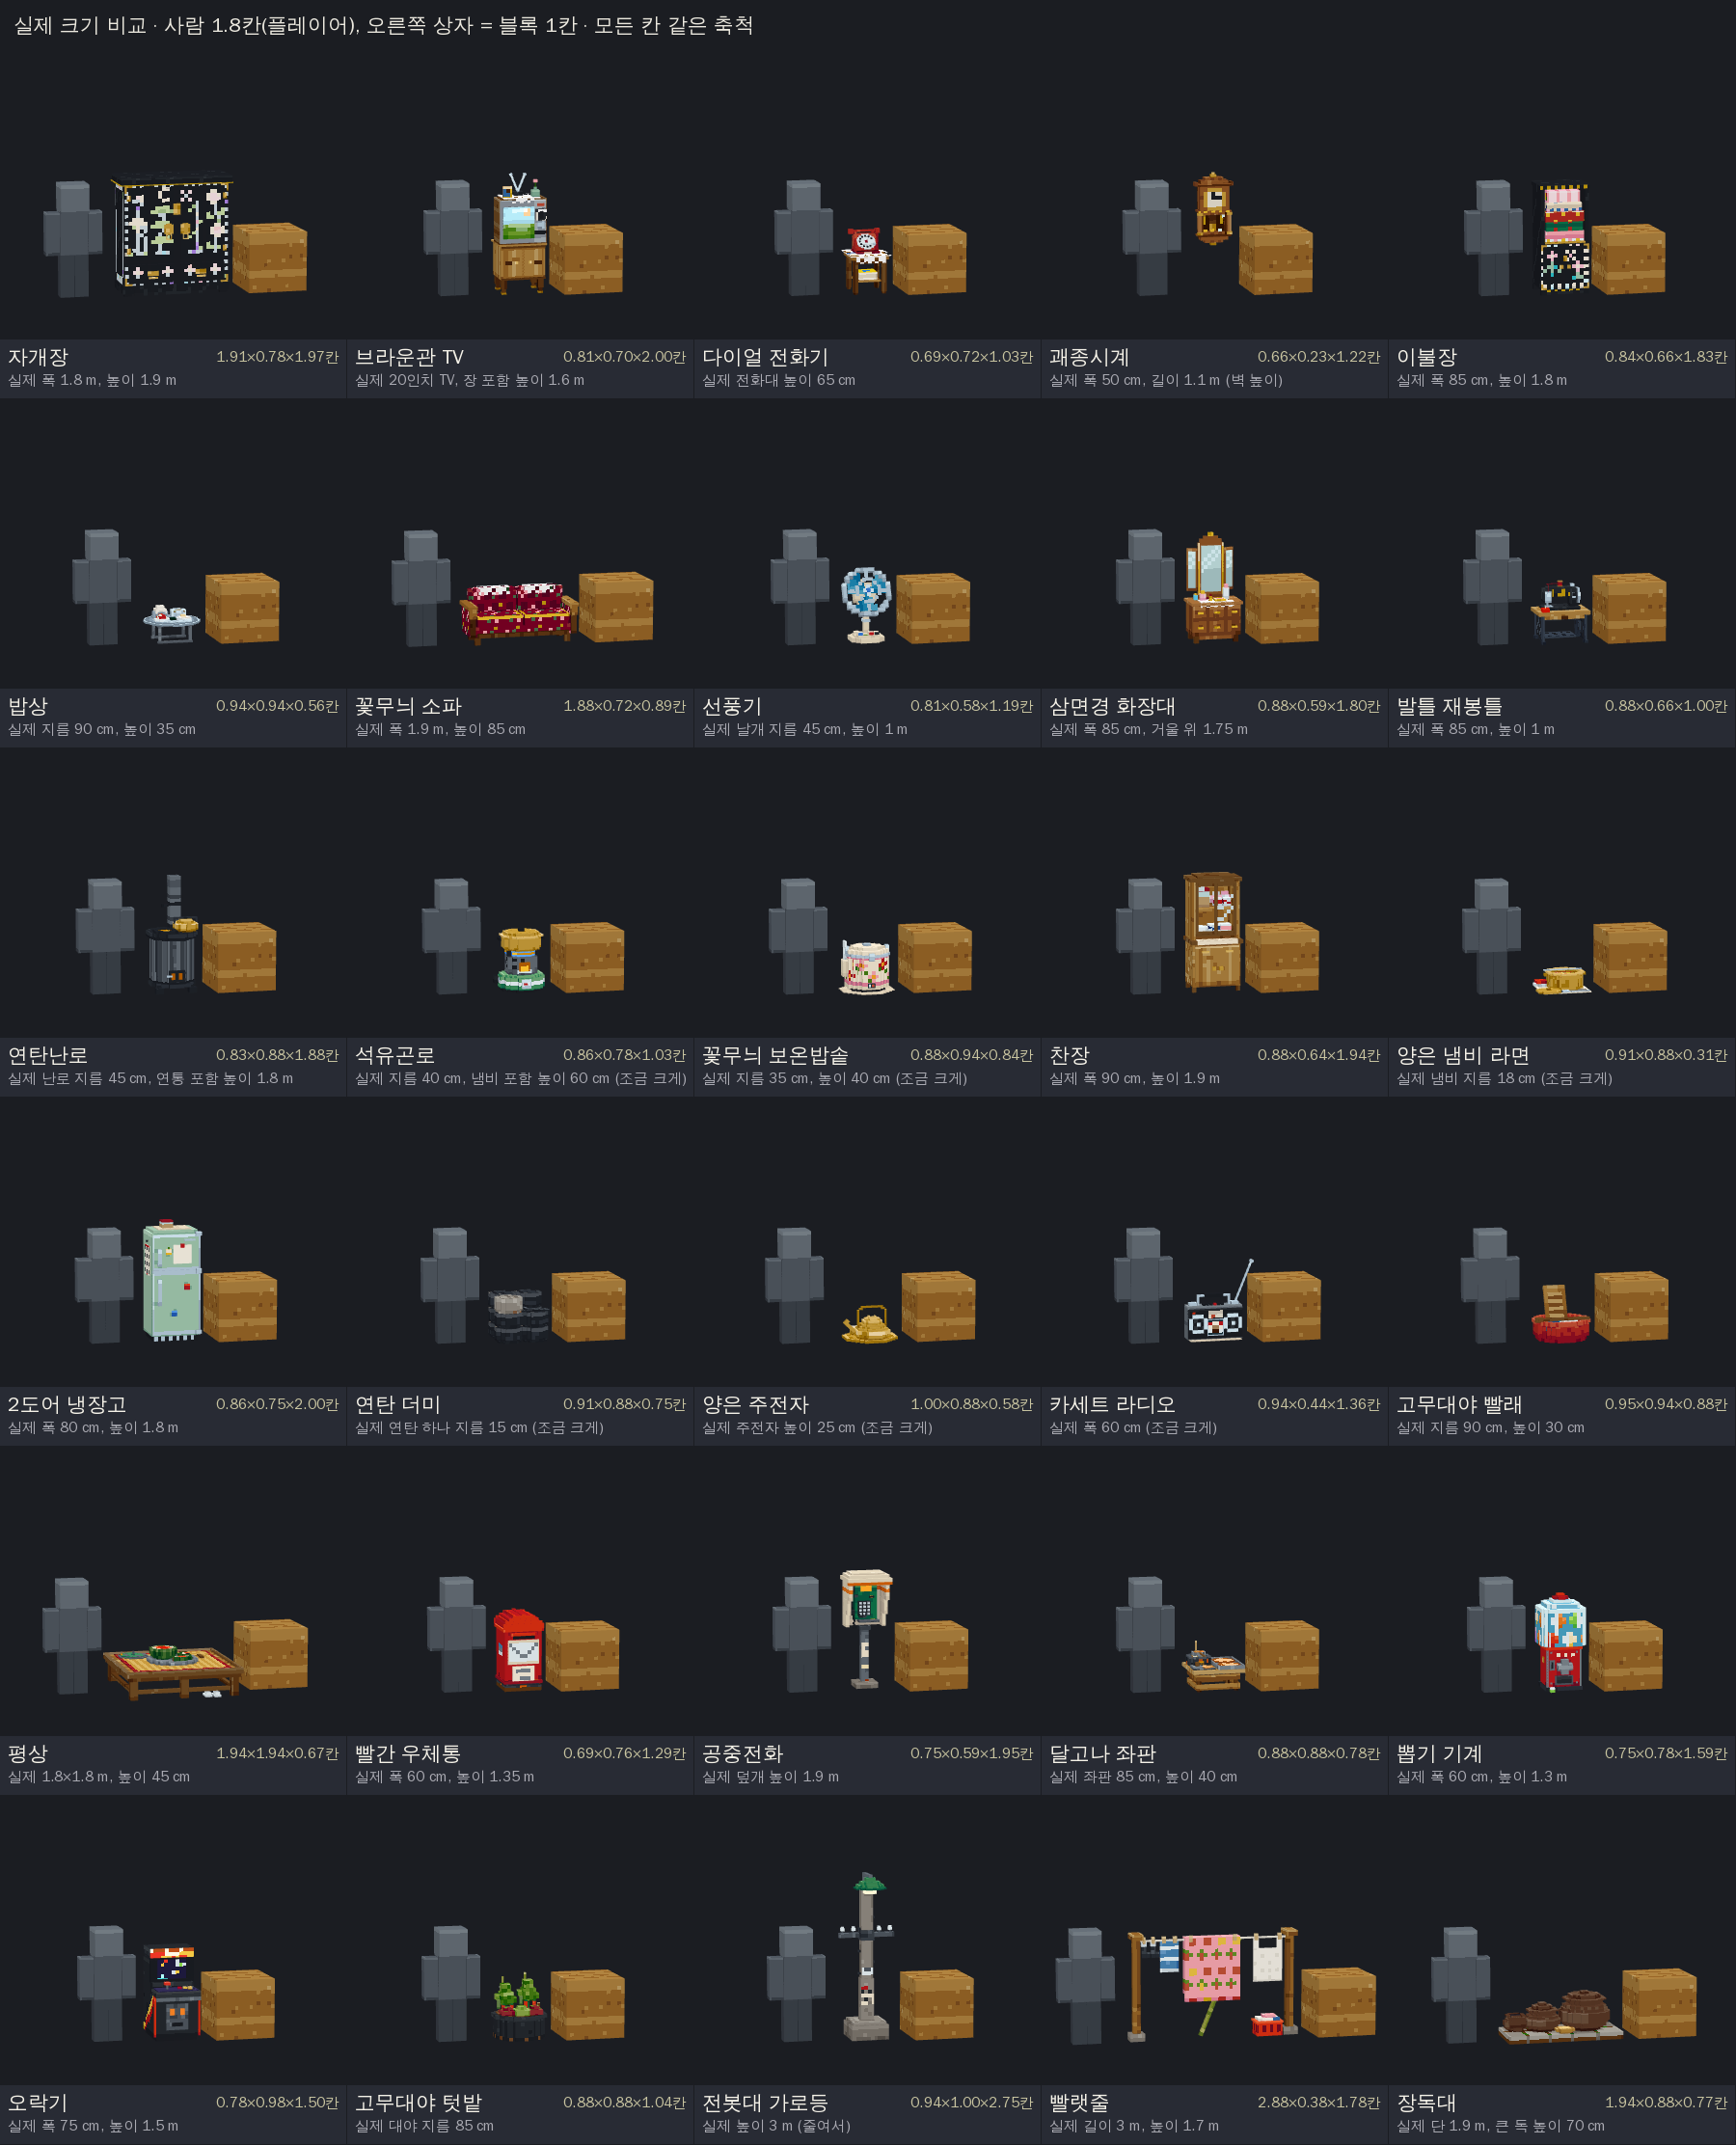 실제 크기 비교 · 사람 1.8칸(플레이어), 오른쪽 상자 = 블록 1칸 · 모든 칸 같은 축척
자개장 1.91×0.78×1.97칸
실제 폭 1.8 m, 높이 1.9 m
브라운관 TV 0.81×0.70×2.00칸
실제 20인치 TV, 장 포함 높이 1.6 m
다이얼 전화기 0.69×0.72×1.03칸
실제 전화대 높이 65 cm
괘종시계 0.66×0.23×1.22칸
실제 폭 50 cm, 길이 1.1 m (벽 높이)
이불장 0.84×0.66×1.83칸
실제 폭 85 cm, 높이 1.8 m
밥상 0.94×0.94×0.56칸
실제 지름 90 cm, 높이 35 cm
꽃무늬 소파 1.88×0.72×0.89칸
실제 폭 1.9 m, 높이 85 cm
선풍기 0.81×0.58×1.19칸
실제 날개 지름 45 cm, 높이 1 m
삼면경 화장대 0.88×0.59×1.80칸
실제 폭 85 cm, 거울 위 1.75 m
발틀 재봉틀 0.88×0.66×1.00칸
실제 폭 85 cm, 높이 1 m
연탄난로 0.83×0.88×1.88칸
실제 난로 지름 45 cm, 연통 포함 높이 1.8 m
석유곤로 0.86×0.78×1.03칸
실제 지름 40 cm, 냄비 포함 높이 60 cm (조금 크게)
꽃무늬 보온밥솥 0.88×0.94×0.84칸
실제 지름 35 cm, 높이 40 cm (조금 크게)
찬장 0.88×0.64×1.94칸
실제 폭 90 cm, 높이 1.9 m
양은 냄비 라면 0.91×0.88×0.31칸
실제 냄비 지름 18 cm (조금 크게)
2도어 냉장고 0.86×0.75×2.00칸
실제 폭 80 cm, 높이 1.8 m
연탄 더미 0.91×0.88×0.75칸
실제 연탄 하나 지름 15 cm (조금 크게)
양은 주전자 1.00×0.88×0.58칸
실제 주전자 높이 25 cm (조금 크게)
카세트 라디오 0.94×0.44×1.36칸
실제 폭 60 cm (조금 크게)
고무대야 빨래 0.95×0.94×0.88칸
실제 지름 90 cm, 높이 30 cm
평상 1.94×1.94×0.67칸
실제 1.8×1.8 m, 높이 45 cm
빨간 우체통 0.69×0.76×1.29칸
실제 폭 60 cm, 높이 1.35 m
공중전화 0.75×0.59×1.95칸
실제 덮개 높이 1.9 m
달고나 좌판 0.88×0.88×0.78칸
실제 좌판 85 cm, 높이 40 cm
뽑기 기계 0.75×0.78×1.59칸
실제 폭 60 cm, 높이 1.3 m
오락기 0.78×0.98×1.50칸
실제 폭 75 cm, 높이 1.5 m
고무대야 텃밭 0.88×0.88×1.04칸
실제 대야 지름 85 cm
전봇대 가로등 0.94×1.00×2.75칸
실제 높이 3 m (줄여서)
빨랫줄 2.88×0.38×1.78칸
실제 길이 3 m, 높이 1.7 m
장독대 1.94×0.88×0.77칸
실제 단 1.9 m, 큰 독 높이 70 cm